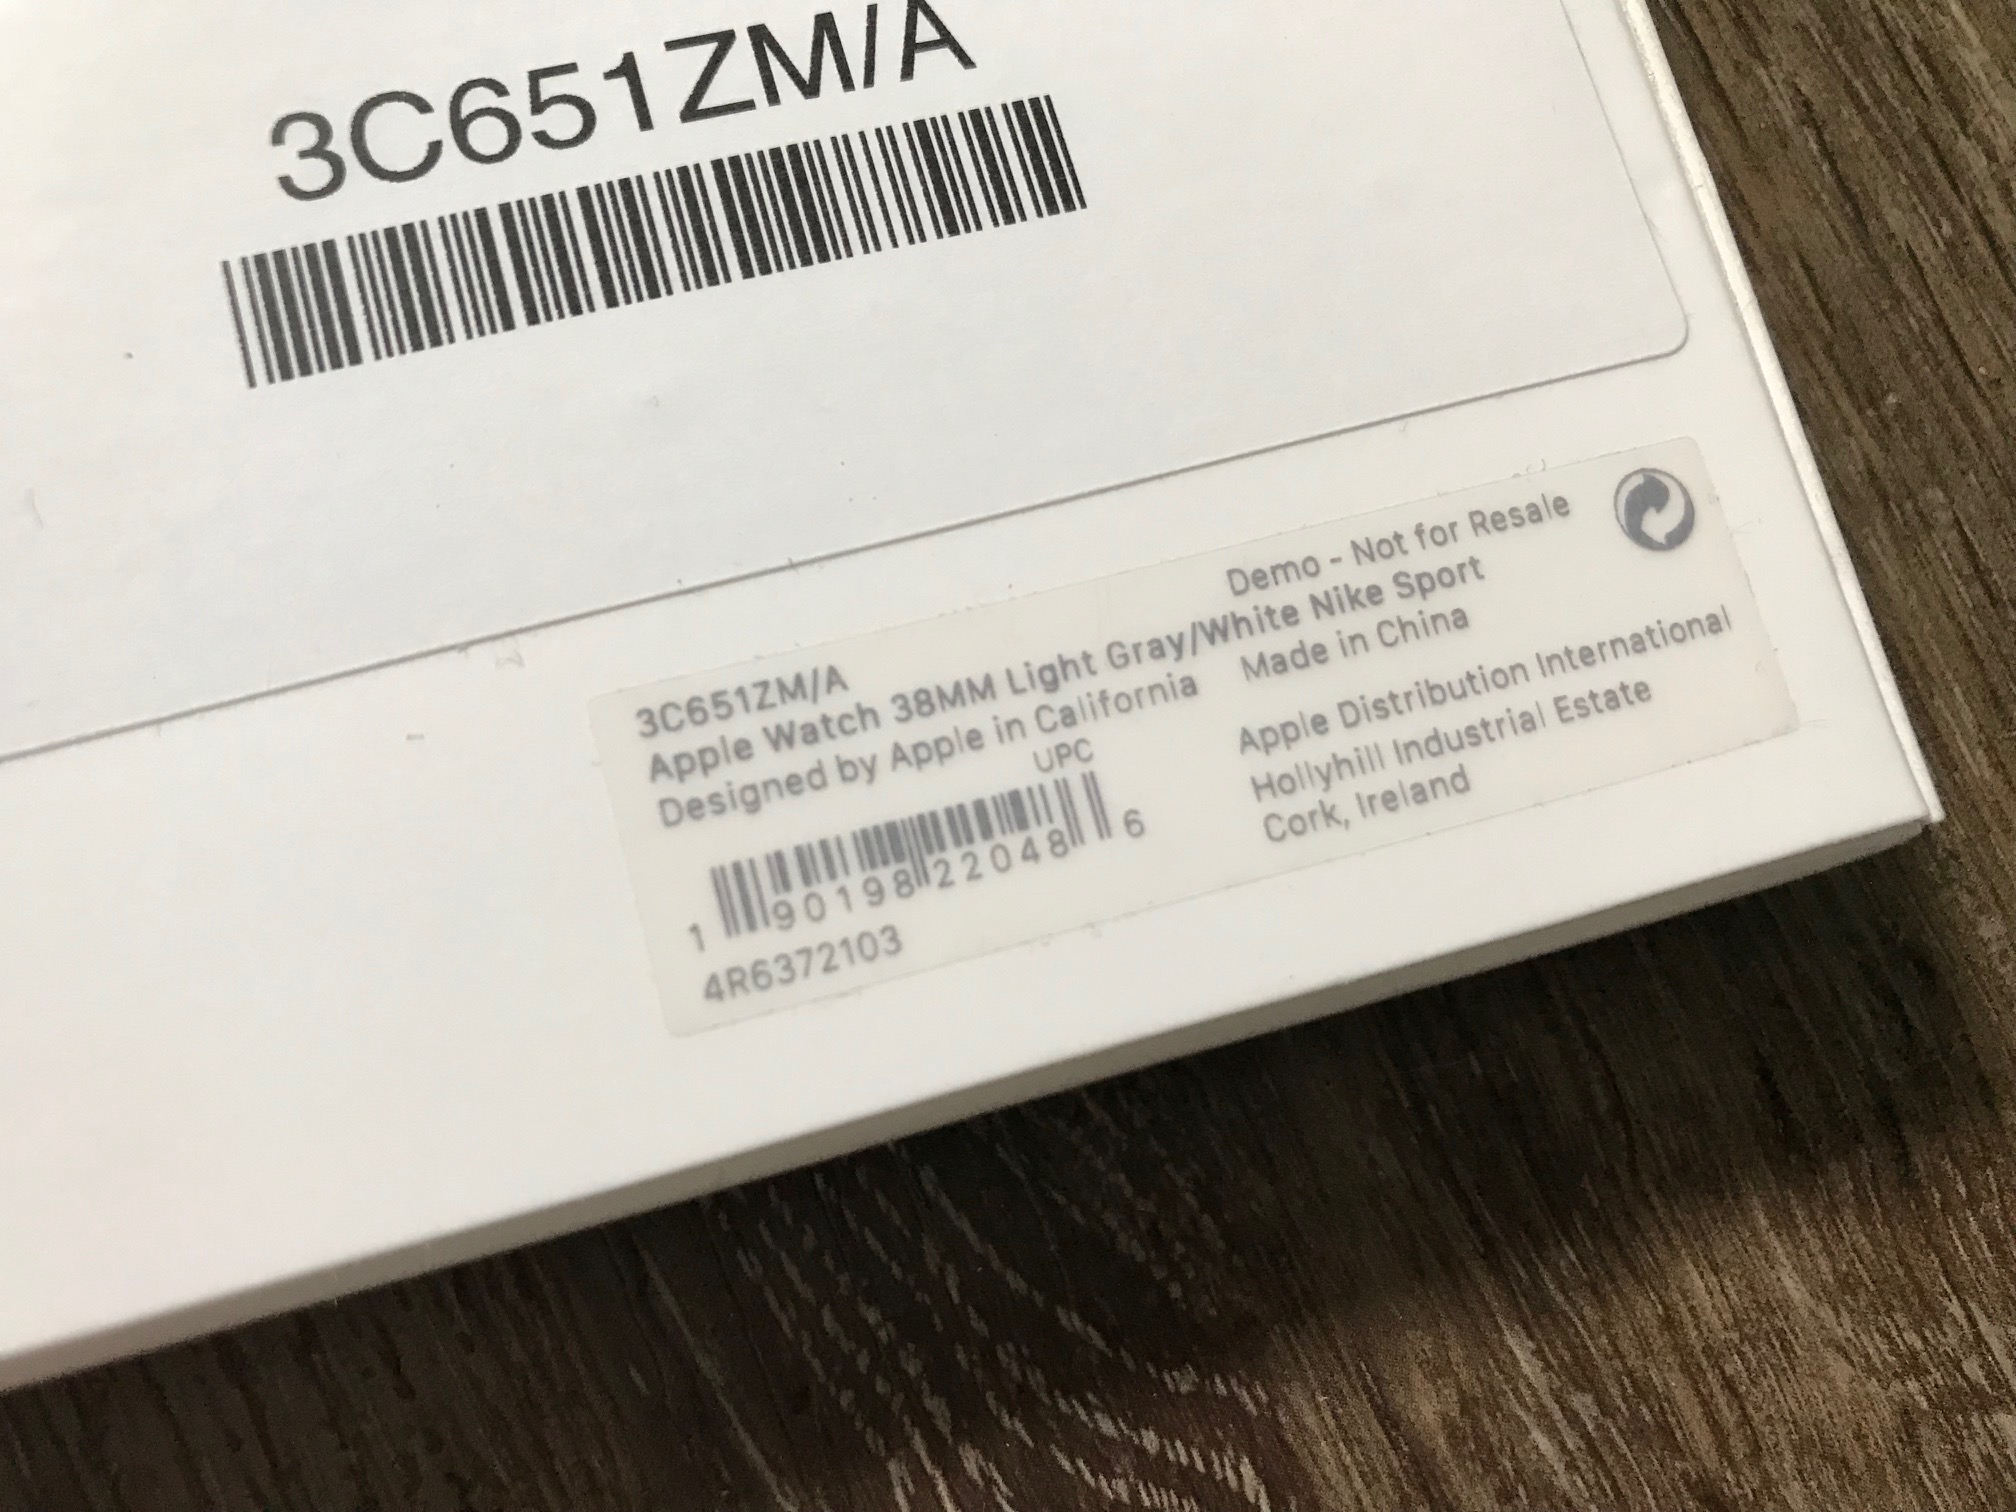 3C651ZM/A
Demo - Not for Resale
3C651ZM/A
Apple Watch 38MM Light Gray/White Nike Sport
Designed by Apple in California
Made in China
UPC
1 90198 22048 6
4R6372103
Apple Distribution International
Hollyhill Industrial Estate
Cork, Ireland